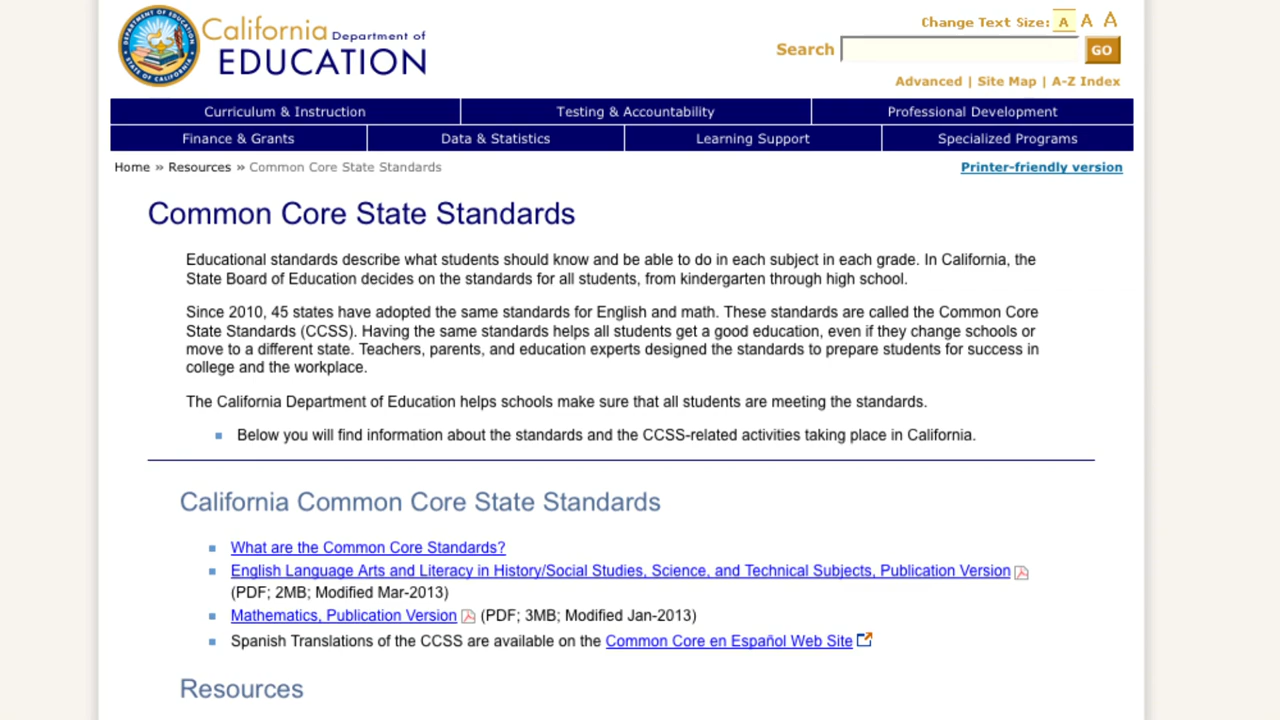 California Department of
EDUCATION
DEPARTMENT OF EDUCATION
STATE OF CALIFORNIA
Change Text Size: A A A
Search GO
Advanced | Site Map | A-Z Index
Curriculum & Instruction Testing & Accountability Professional Development
Finance & Grants Data & Statistics Learning Support Specialized Programs
Home » Resources » Common Core State Standards Printer-friendly version
Common Core State Standards
Educational standards describe what students should know and be able to do in each subject in each grade. In California, the
State Board of Education decides on the standards for all students, from kindergarten through high school.
Since 2010, 45 states have adopted the same standards for English and math. These standards are called the Common Core
State Standards (CCSS). Having the same standards helps all students get a good education, even if they change schools or
move to a different state. Teachers, parents, and education experts designed the standards to prepare students for success in
college and the workplace.
The California Department of Education helps schools make sure that all students are meeting the standards.
Below you will find information about the standards and the CCSS-related activities taking place in California.
California Common Core State Standards
What are the Common Core Standards?
English Language Arts and Literacy in History/Social Studies, Science, and Technical Subjects, Publication Version
(PDF; 2MB; Modified Mar-2013)
Mathematics, Publication Version (PDF; 3MB; Modified Jan-2013)
Spanish Translations of the CCSS are available on the Common Core en Español Web Site
Resources